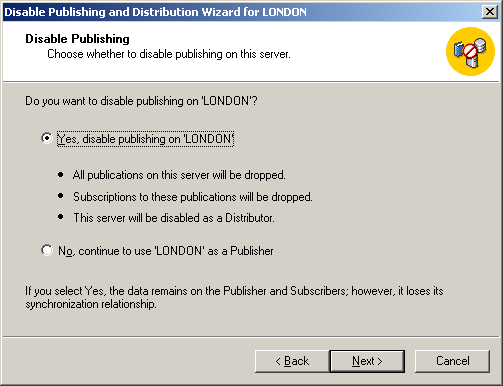 Disable Publishing and Distribution Wizard for LONDON
Disable Publishing
Choose whether to disable publishing on this server.
Do you want to disable publishing on 'LONDON'?
Yes, disable publishing on 'LONDON'
• All publications on this server will be dropped.
• Subscriptions to these publications will be dropped.
• This server will be disabled as a Distributor.
No, continue to use 'LONDON' as a Publisher
If you select Yes, the data remains on the Publisher and Subscribers; however, it loses its
synchronization relationship.
< Back
Next >
Cancel